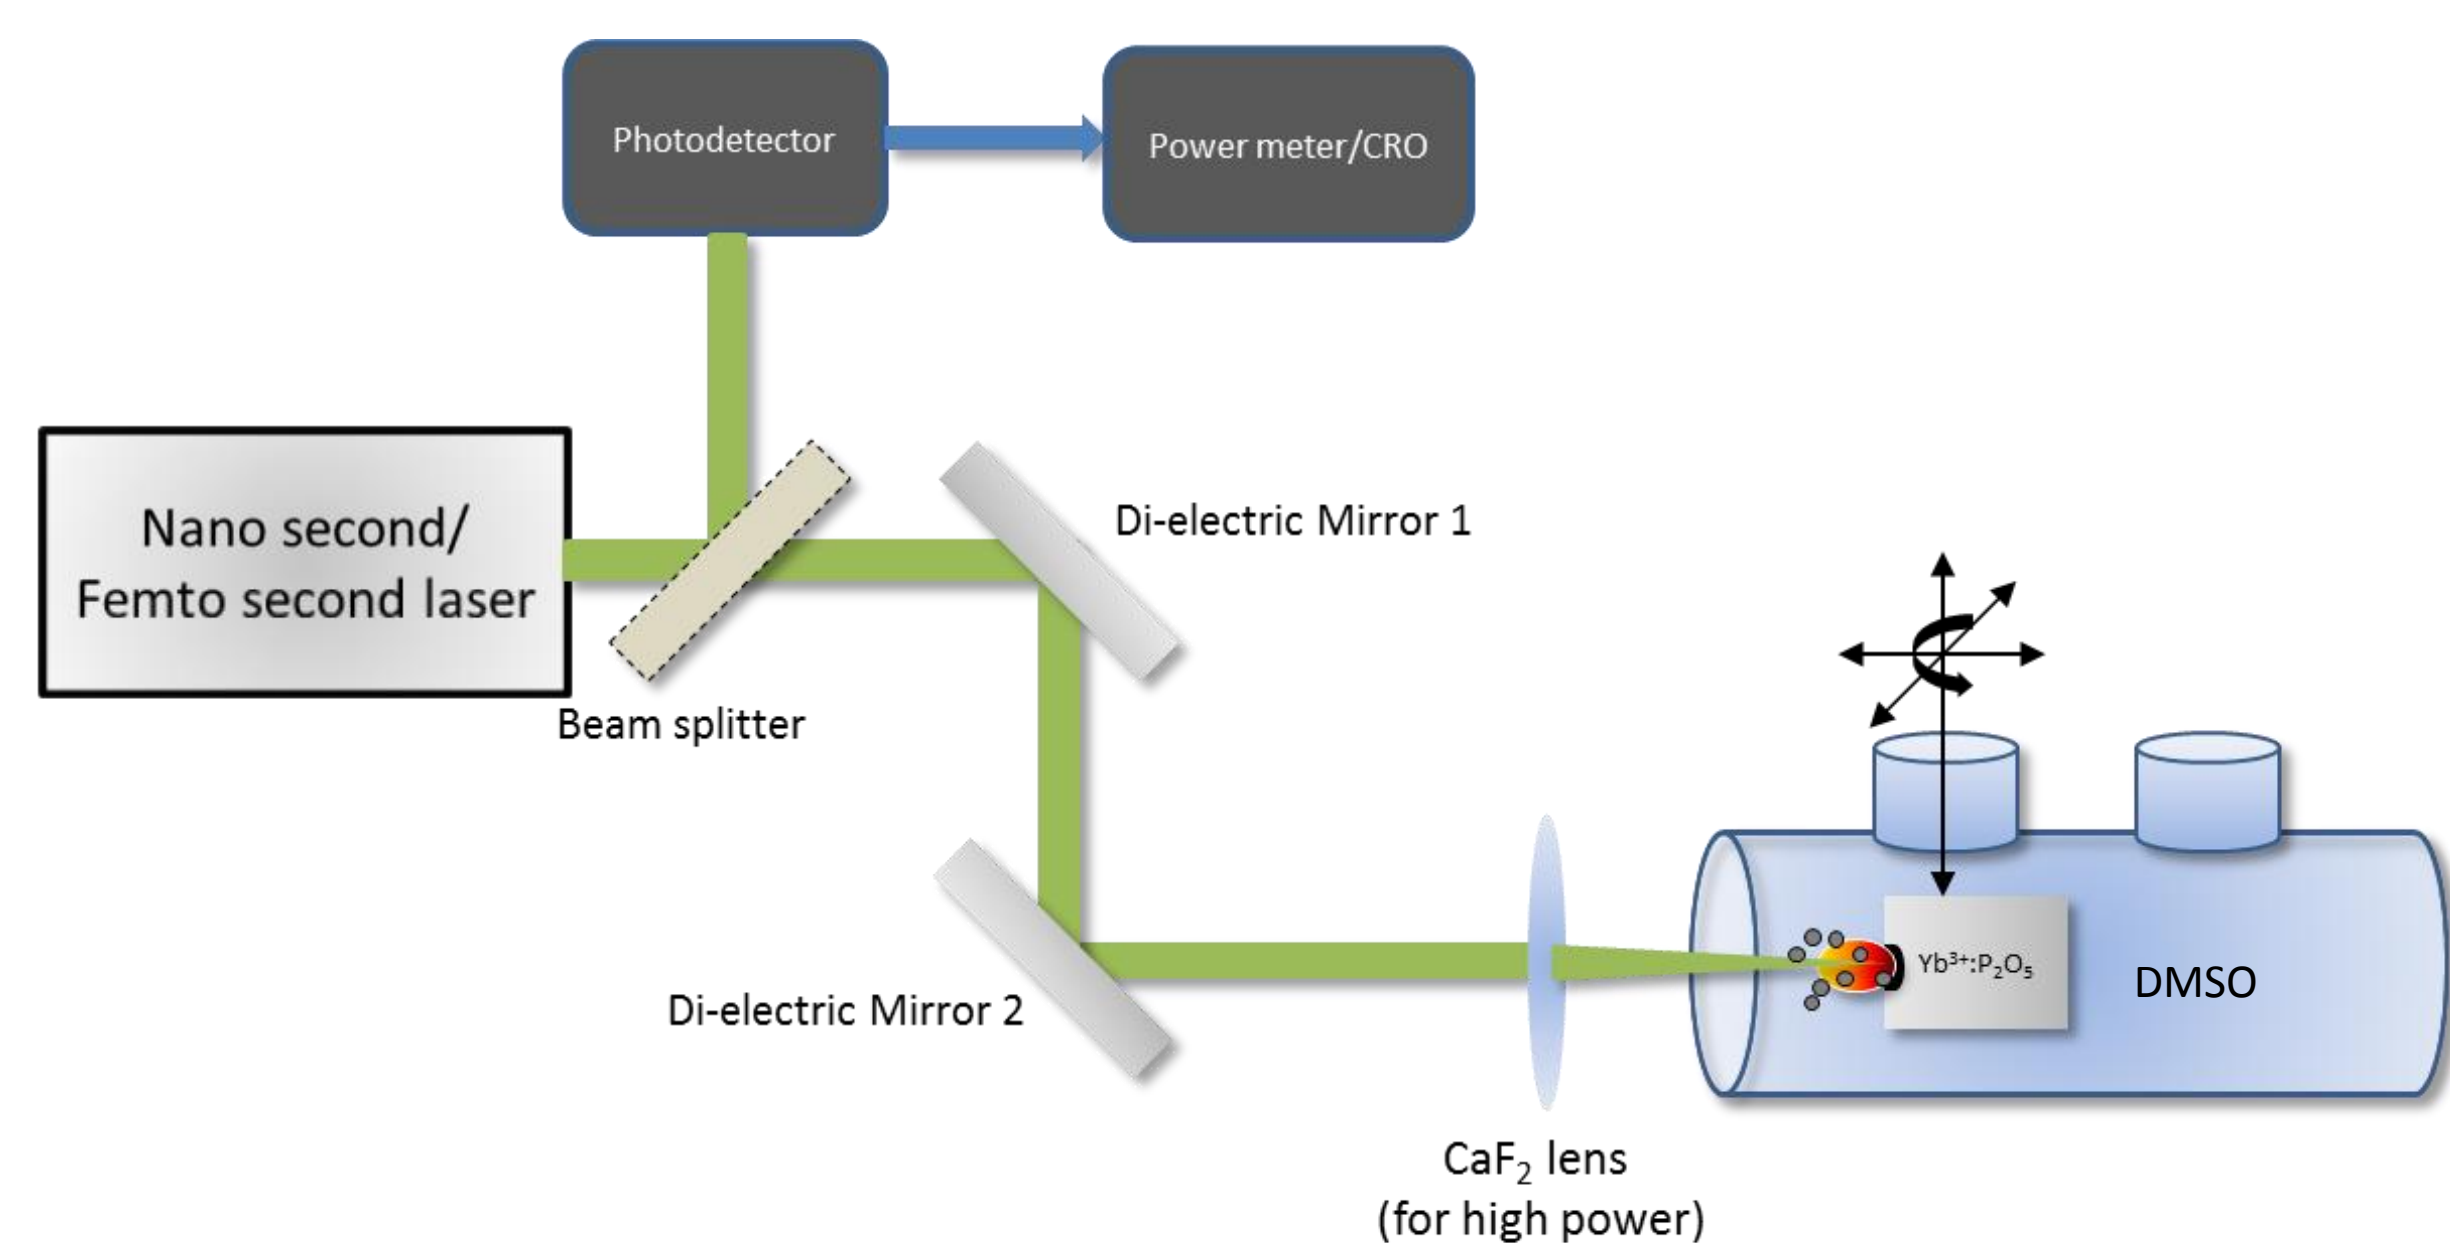 Photodetector
Power meter/CRO
Nano second/
Femto second laser
Beam splitter
Di-electric Mirror 1
Di-electric Mirror 2
CaF₂ lens
(for high power)
Yb³⁺:P₂O₅
DMSO